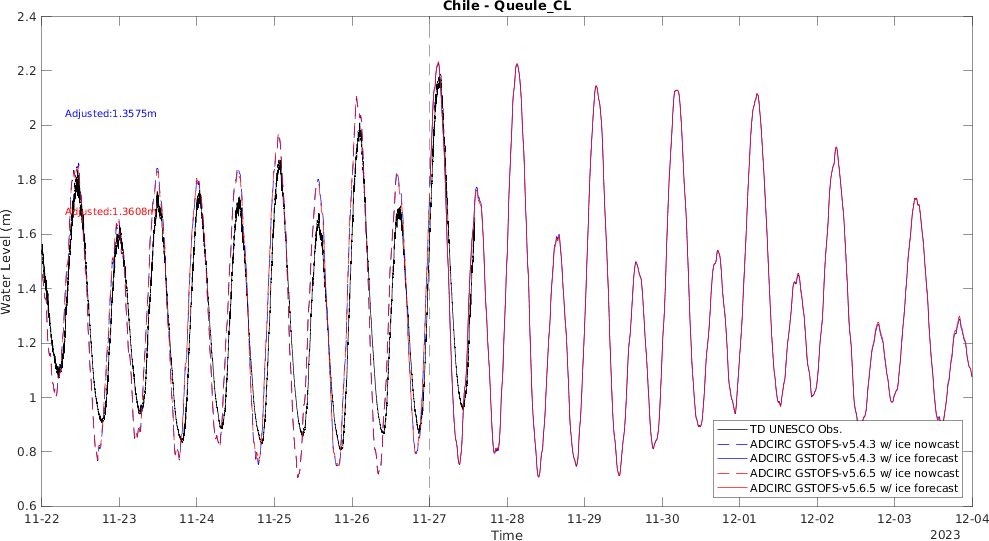 Chile - Queule_CL
2.4
2.2
2
1.8
1.6
1.4
1.2
1
0.8
0.6
Water Level (m)
Adjusted:1.3575m
Adjusted:1.3608m
TD UNESCO Obs.
ADCIRC GSTOFS-v5.4.3 w/ ice nowcast
ADCIRC GSTOFS-v5.4.3 w/ ice forecast
ADCIRC GSTOFS-v5.6.5 w/ ice nowcast
ADCIRC GSTOFS-v5.6.5 w/ ice forecast
11-22 11-23 11-24 11-25 11-26 11-27 11-28 11-29 11-30 12-01 12-02 12-03 12-04
Time
2023